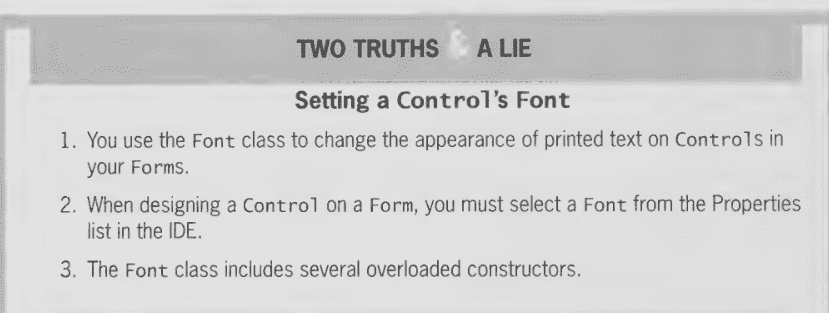 TWO TRUTHS & A LIE
Setting a Control's Font
1. You use the Font class to change the appearance of printed text on Controls in
your Forms.
2. When designing a Control on a Form, you must select a Font from the Properties
list in the IDE.
3. The Font class includes several overloaded constructors.